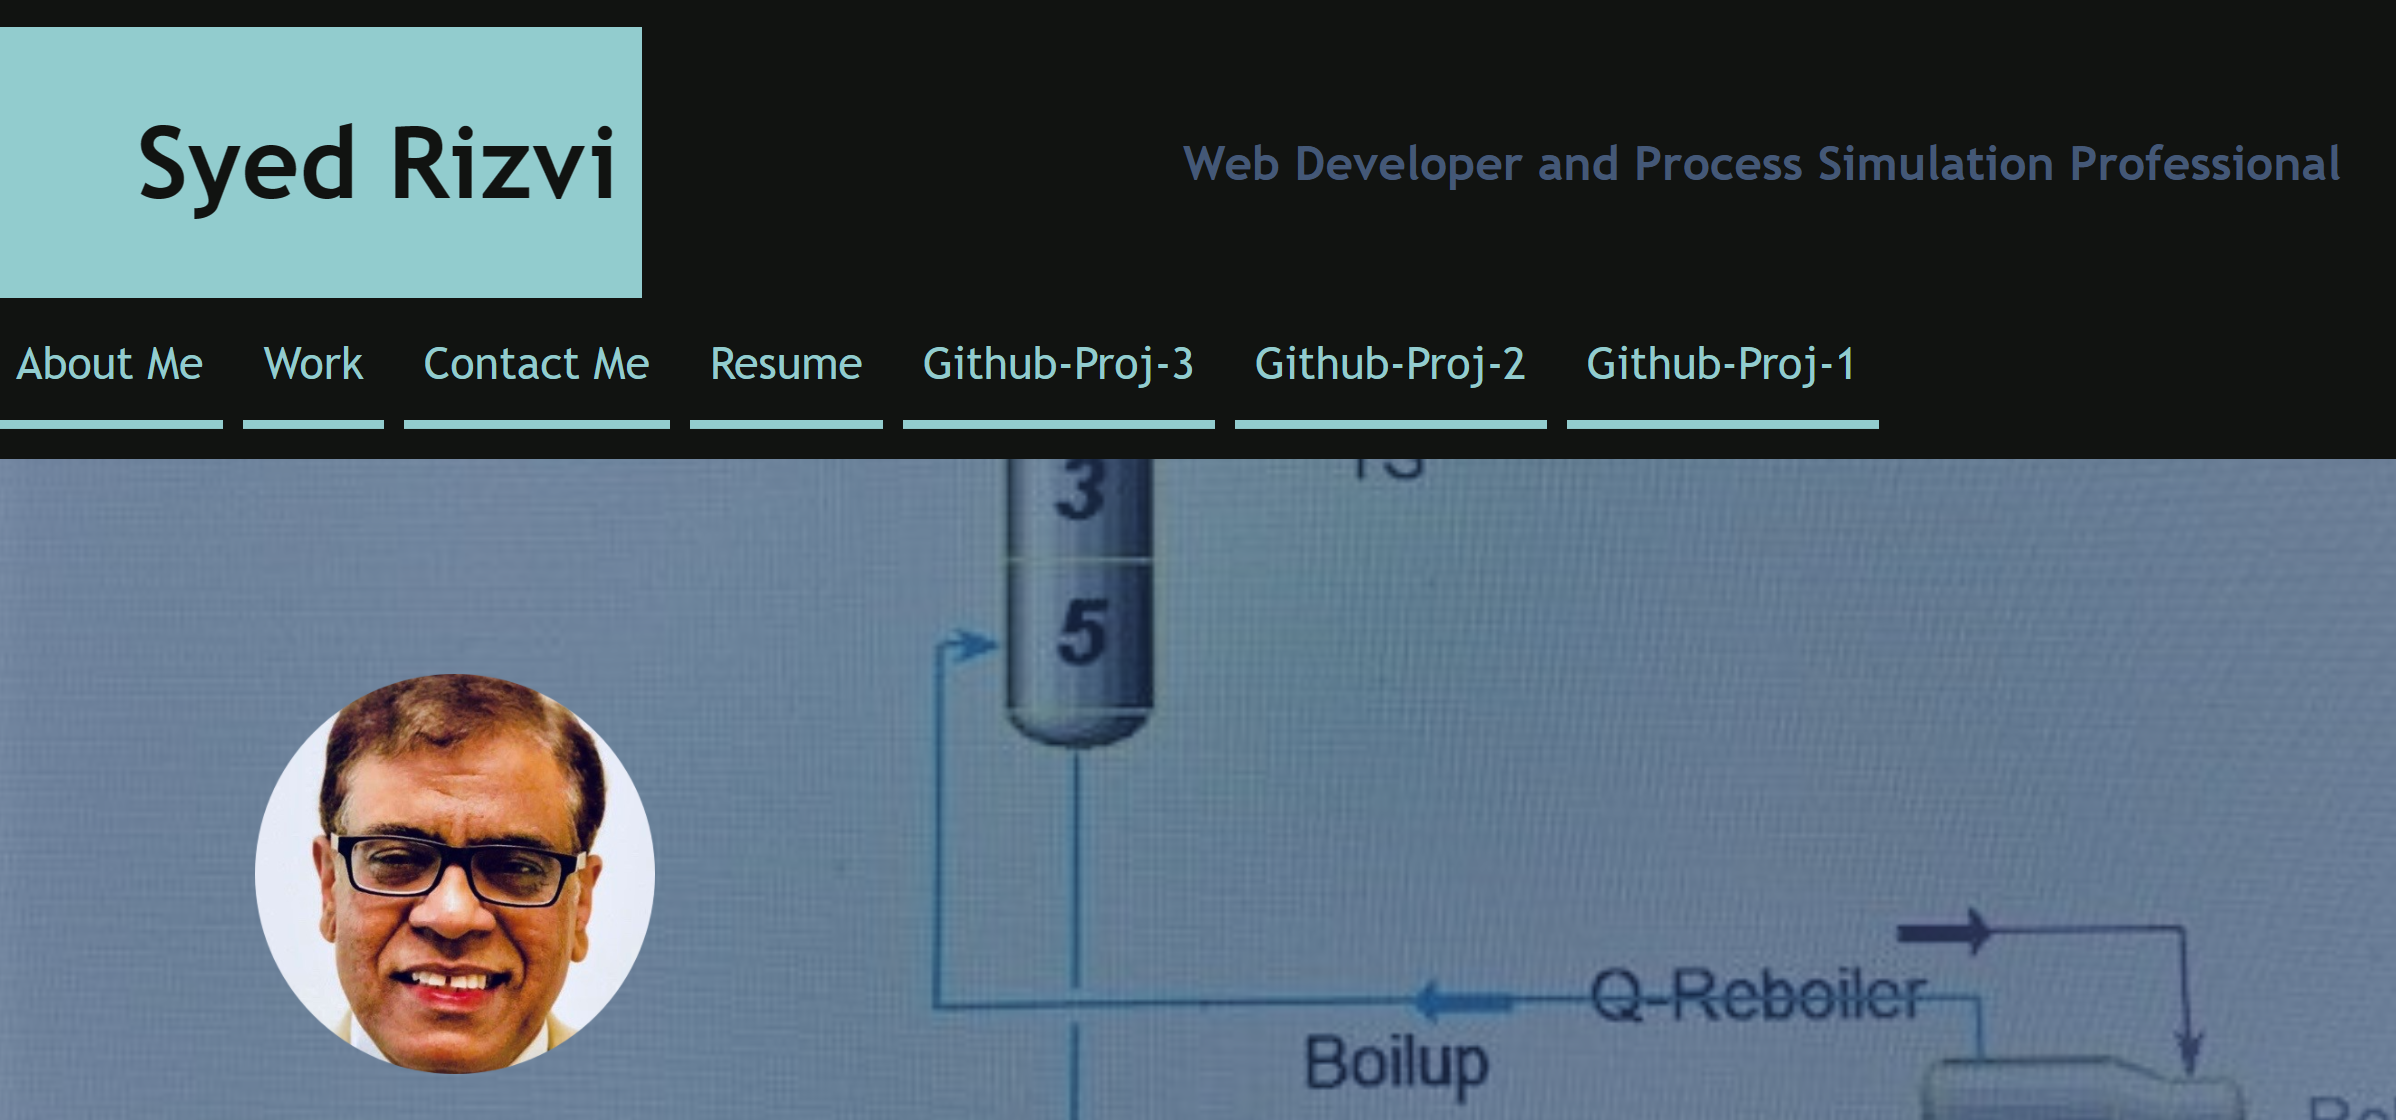 Syed Rizvi
Web Developer and Process Simulation Professional
About Me
Work
Contact Me
Resume
Github-Proj-3
Github-Proj-2
Github-Proj-1
3
5
Q-Reboiler
Boilup